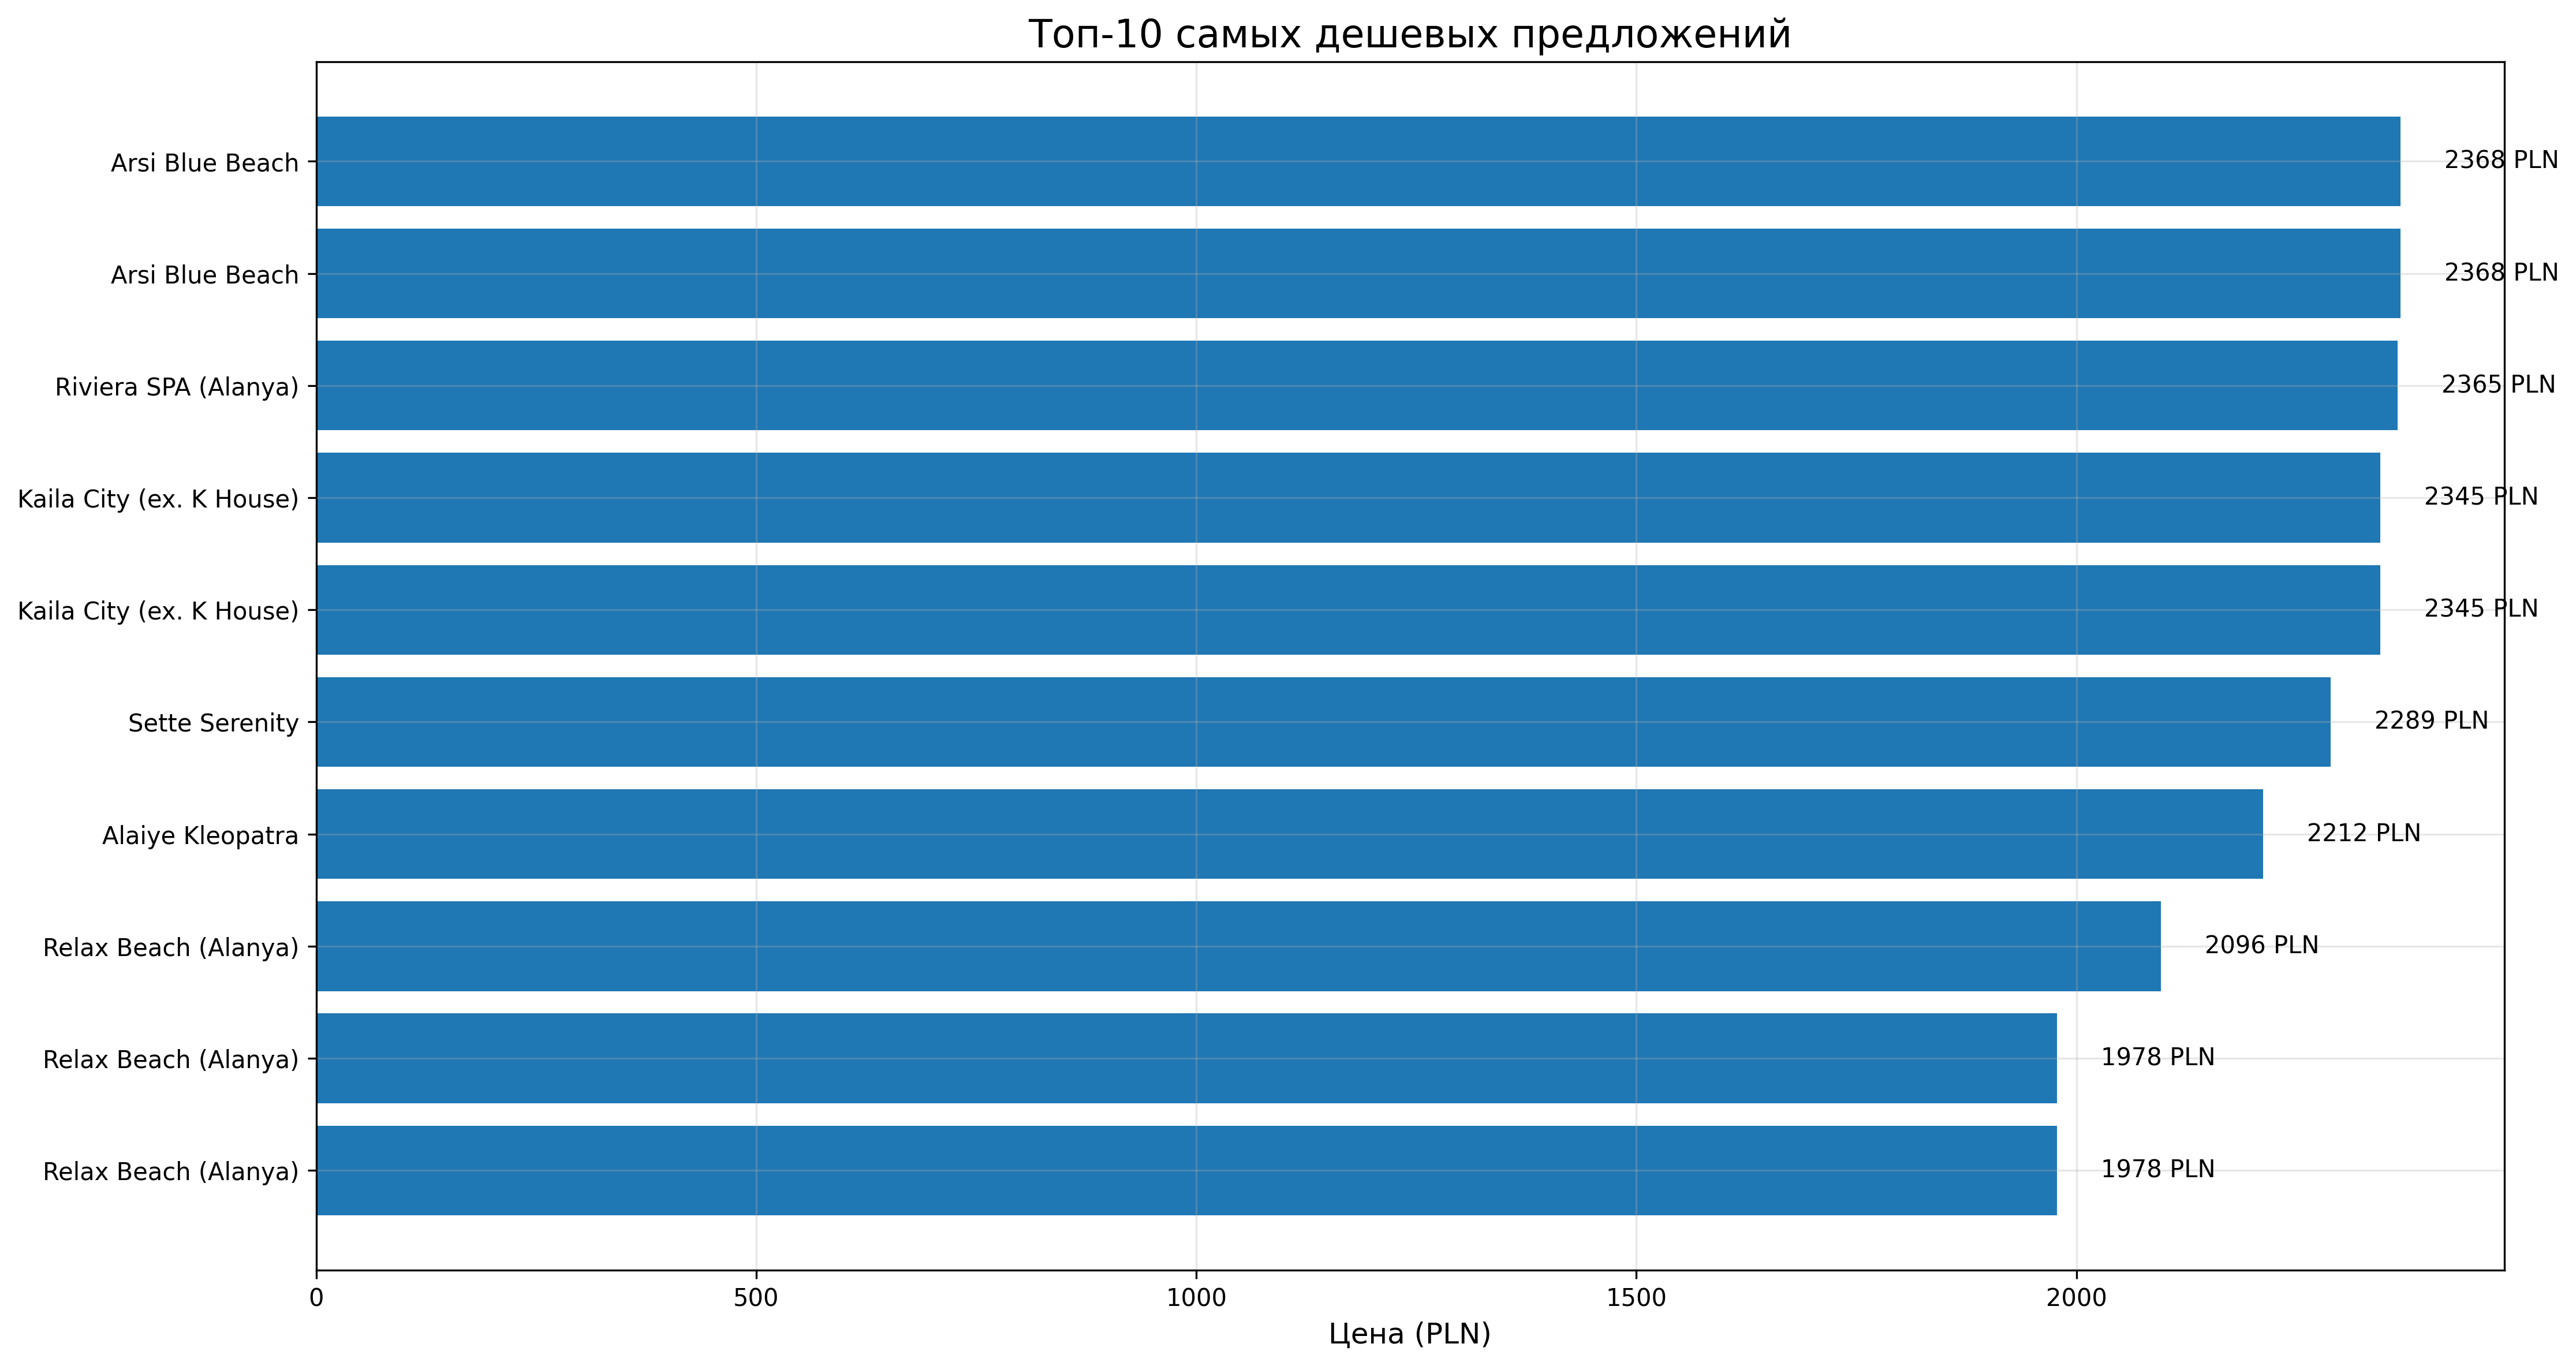 Топ-10 самых дешевых предложений
Arsi Blue Beach
2368 PLN
Arsi Blue Beach
2368 PLN
Riviera SPA (Alanya)
2365 PLN
Kaila City (ex. K House)
2345 PLN
Kaila City (ex. K House)
2345 PLN
Sette Serenity
2289 PLN
Alaiye Kleopatra
2212 PLN
Relax Beach (Alanya)
2096 PLN
Relax Beach (Alanya)
1978 PLN
Relax Beach (Alanya)
1978 PLN
0 500 1000 1500 2000
Цена (PLN)